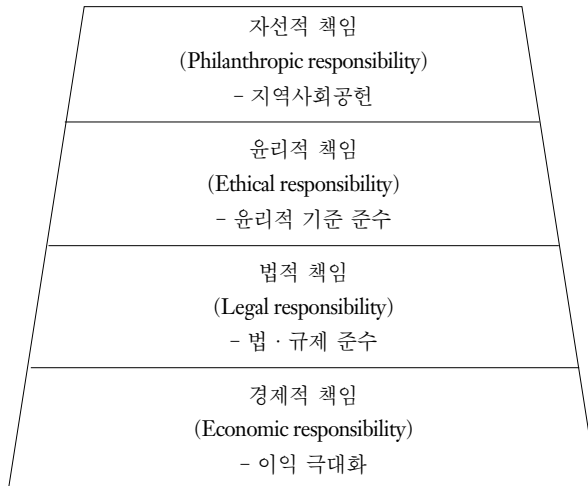 자선적 책임
(Philanthropic responsibility)
- 지역사회공헌
윤리적 책임
(Ethical responsibility)
- 윤리적 기준 준수
법적 책임
(Legal responsibility)
- 법 · 규제 준수
경제적 책임
(Economic responsibility)
- 이익 극대화